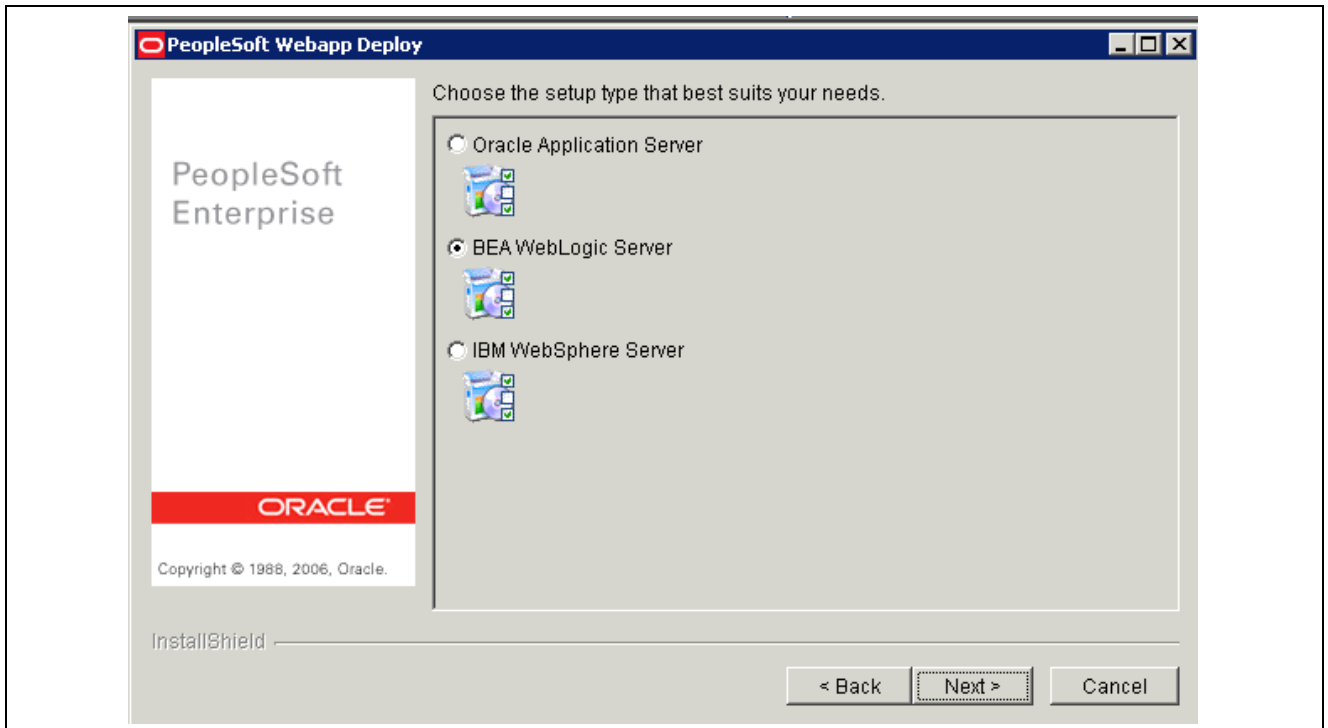 PeopleSoft Webapp Deploy
PeopleSoft
Enterprise
ORACLE
Copyright © 1988, 2006, Oracle.
Choose the setup type that best suits your needs.
Oracle Application Server
BEA WebLogic Server
IBM WebSphere Server
InstallShield
< Back
Next >
Cancel